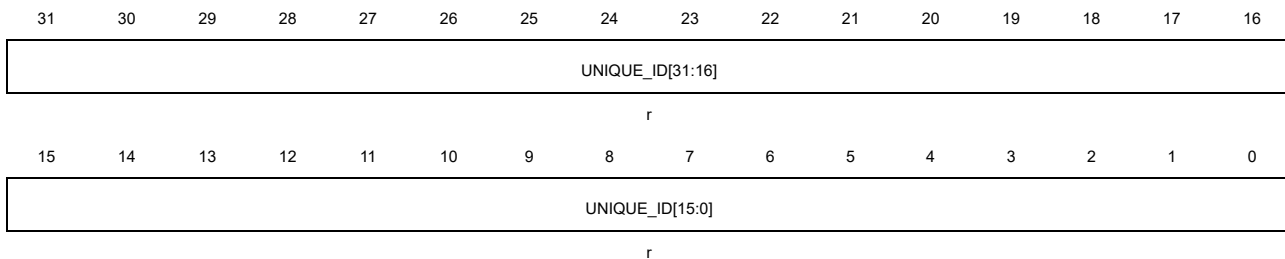 31 30 29 28 27 26 25 24 23 22 21 20 19 18 17 16
UNIQUE_ID[31:16]
r
15 14 13 12 11 10 9 8 7 6 5 4 3 2 1 0
UNIQUE_ID[15:0]
r